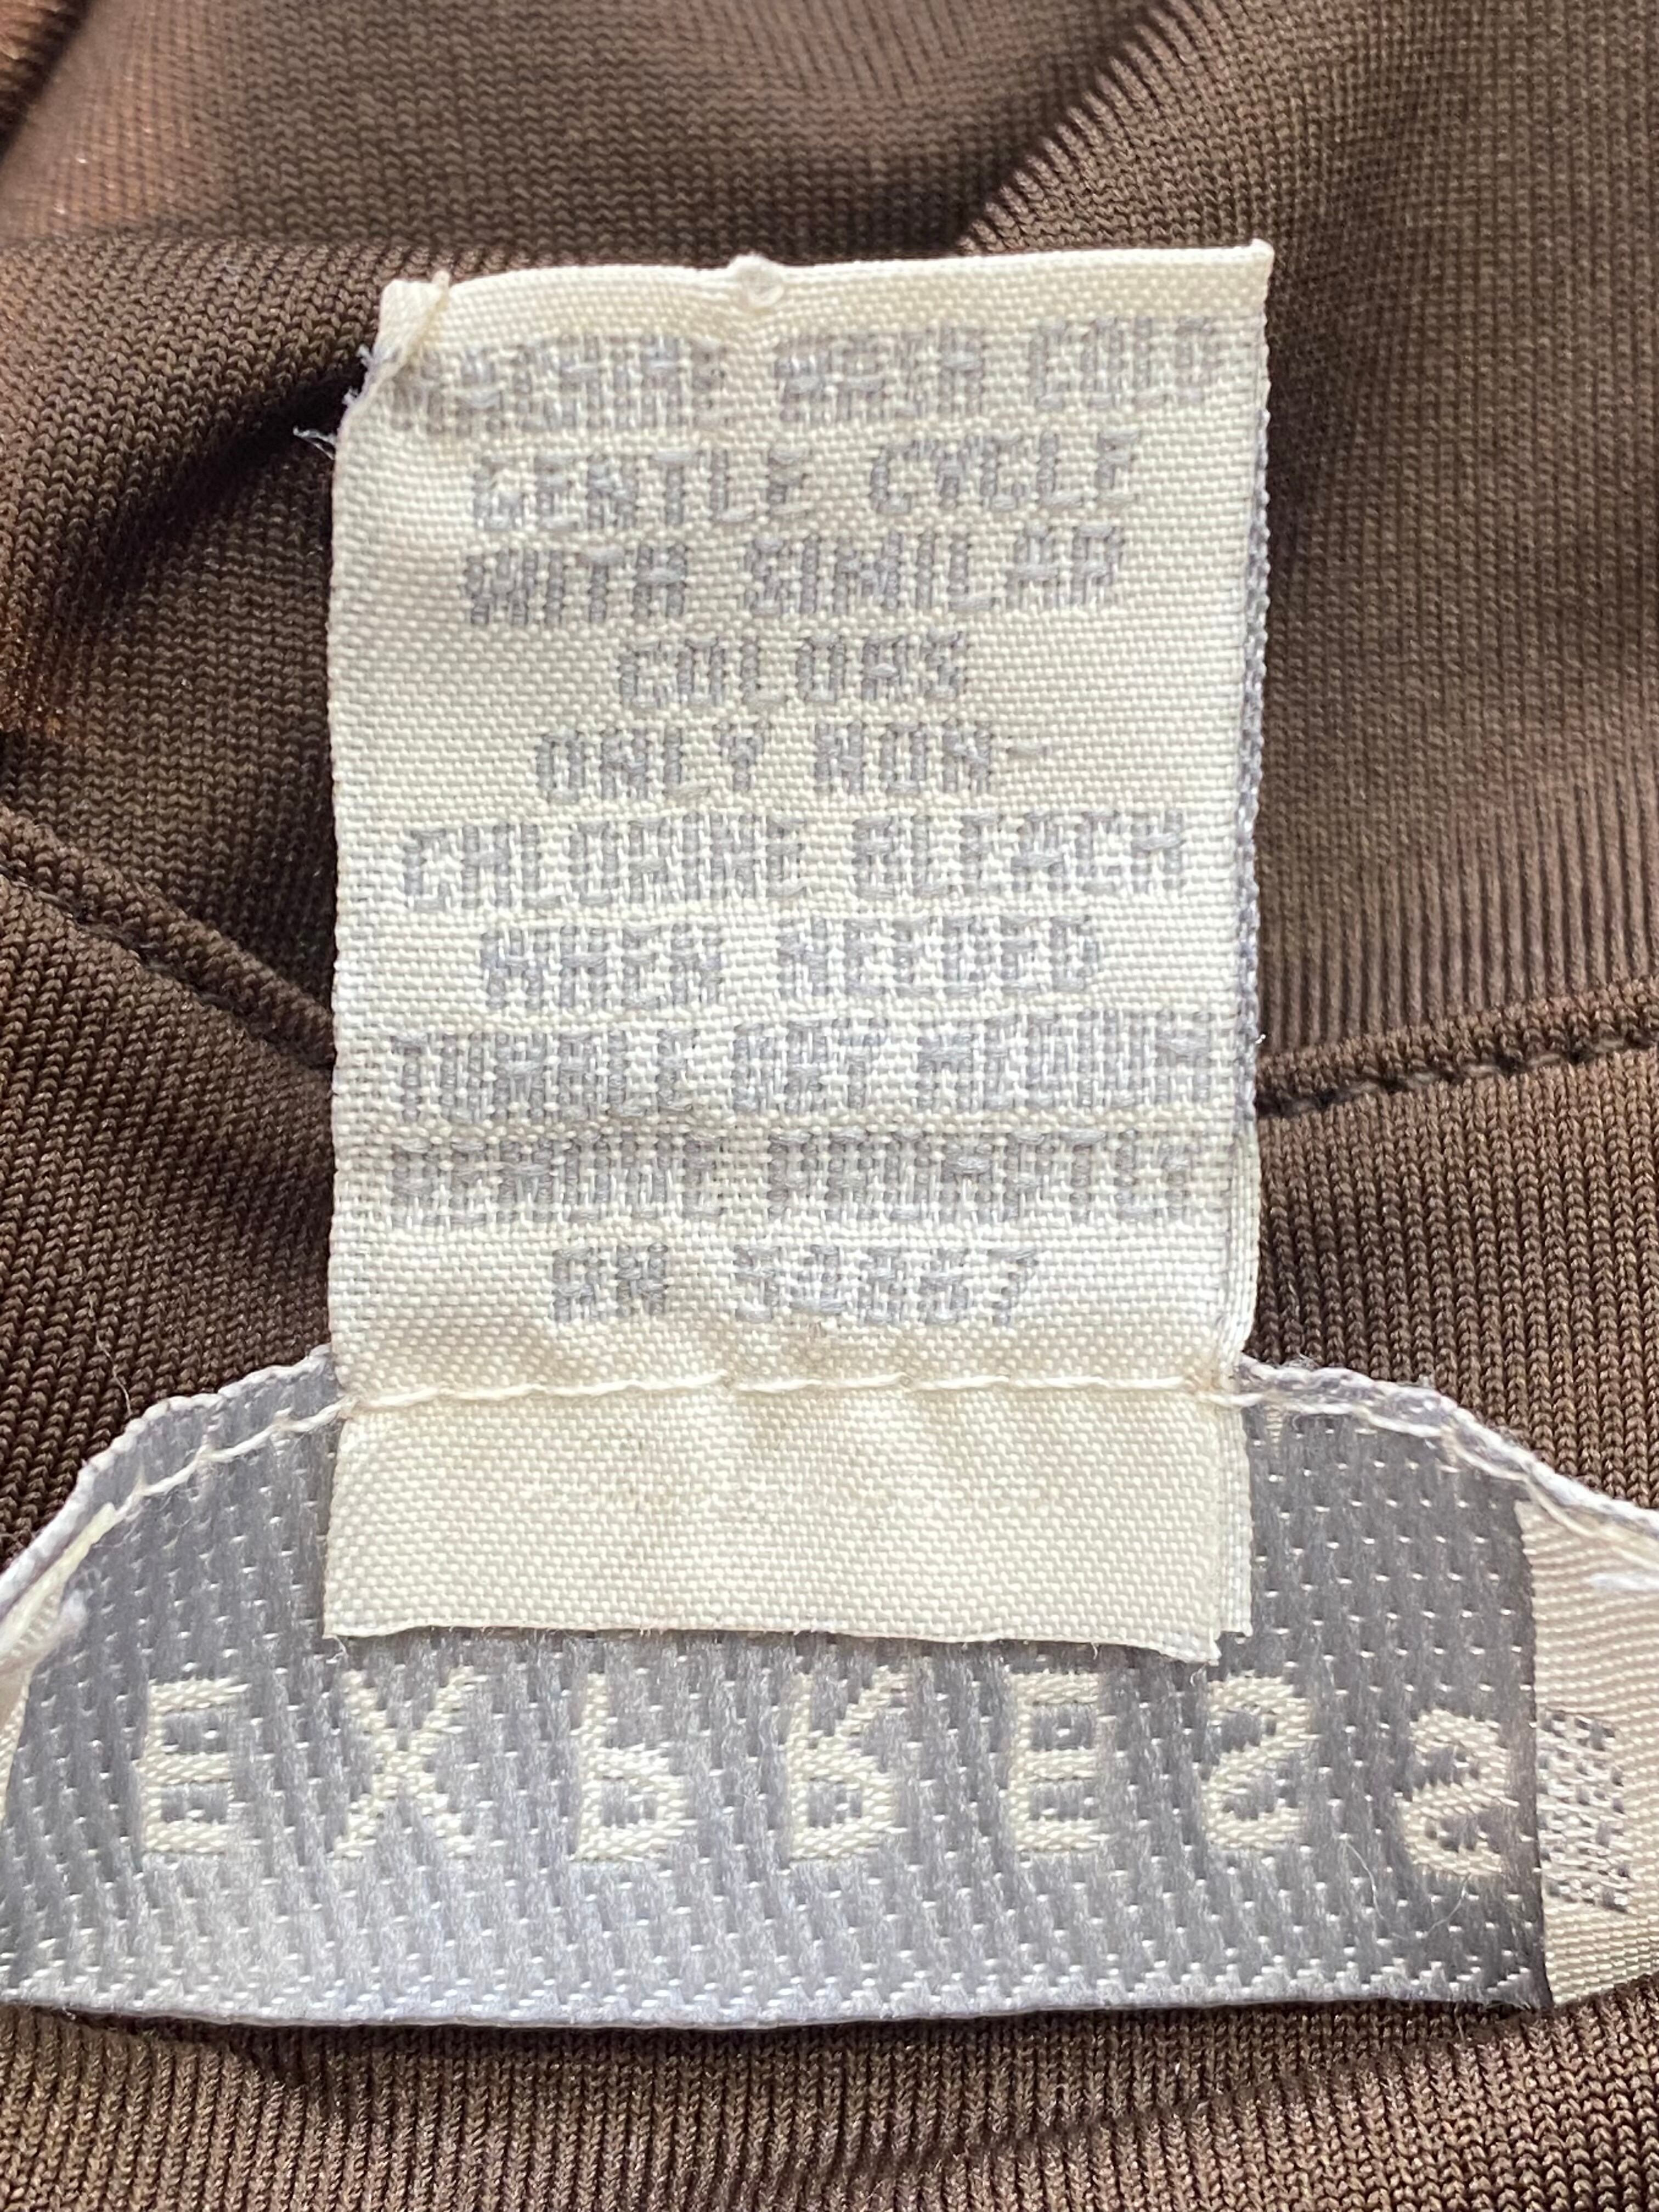 MACHINE WASH COLD
GENTLE CYCLE
WITH SIMILAR
COLORS
ONLY NON-
CHLORINE BLEACH
WHEN NEEDED
TUMBLE DRY MEDIUM
REMOVE PROMPTLY
RN 55867
EXPRESS